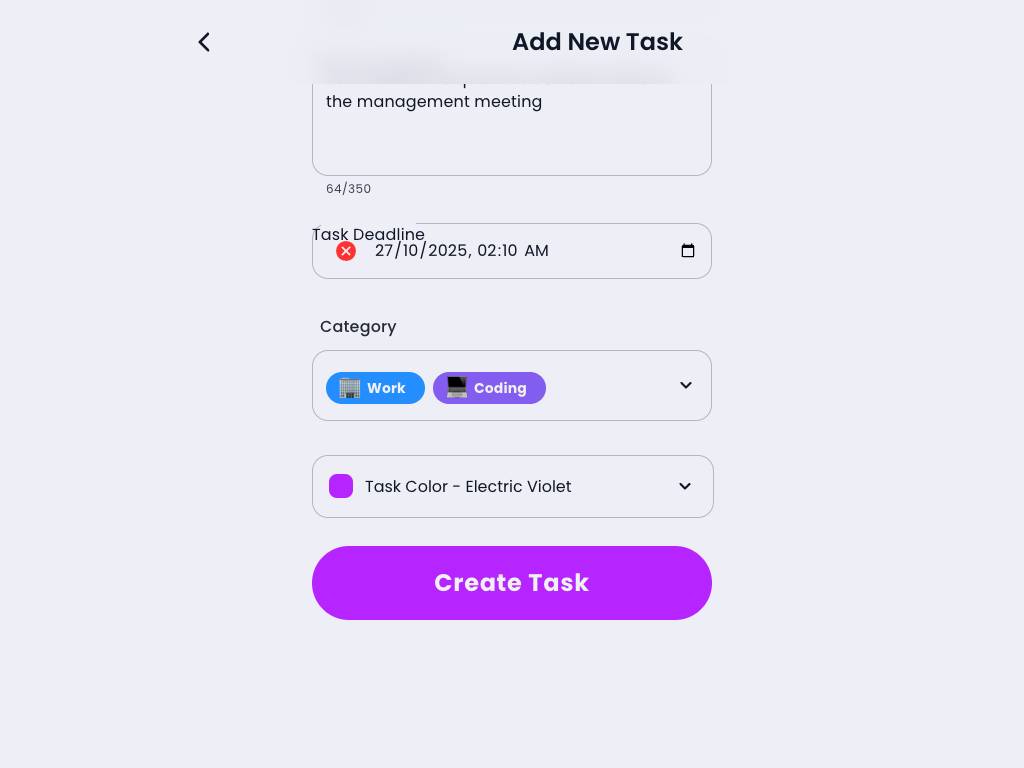 Add New Task
the management meeting
64/350
Task Deadline
27/10/2025, 02:10 AM
Category
Work
Coding
Task Color - Electric Violet
Create Task